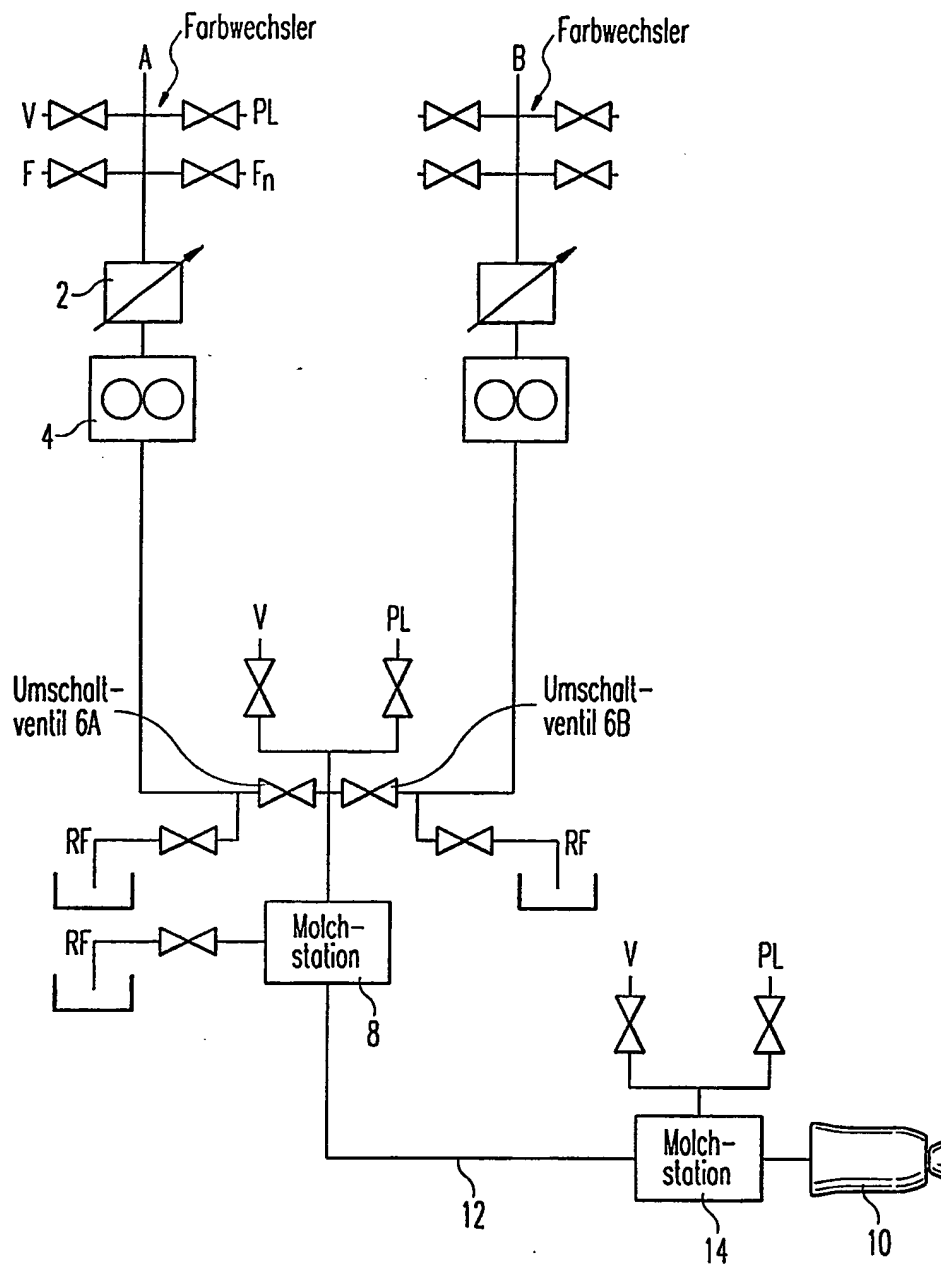 Farbwechsler
Farbwechsler
A
B
V
PL
F
Fn
2
4
V
PL
Umschalt-
ventil 6A
Umschalt-
ventil 6B
RF
RF
RF
Molch-
station
8
V
PL
Molch-
station
12
14
10